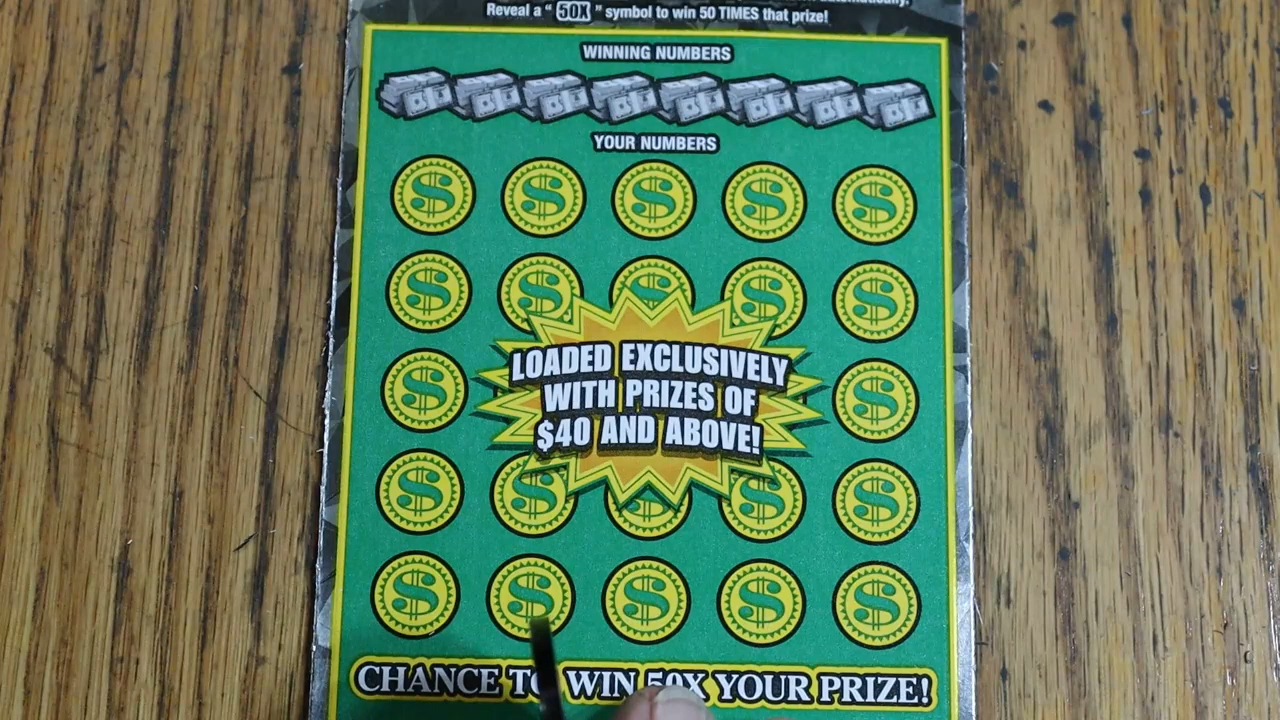 Reveal a " 50X " symbol to win 50 TIMES that prize!
WINNING NUMBERS
YOUR NUMBERS
LOADED EXCLUSIVELY
WITH PRIZES OF
$40 AND ABOVE!
CHANCE TO WIN 50X YOUR PRIZE!